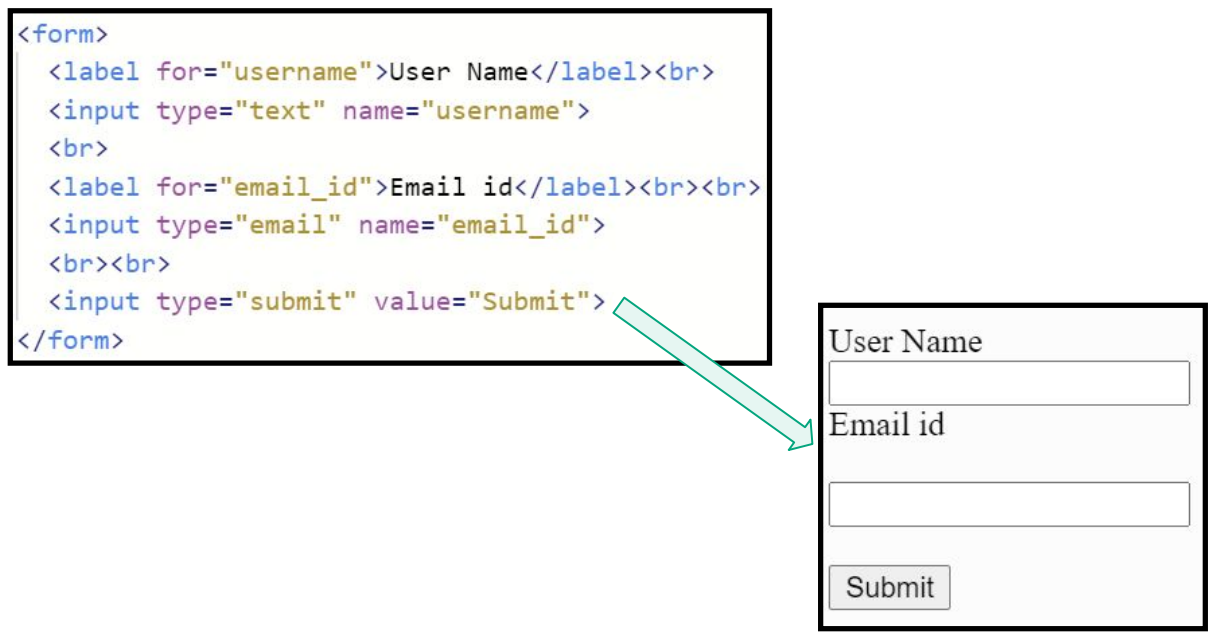 <form>
<label for="username">User Name</label><br>
<input type="text" name="username">
<br>
<label for="email_id">Email id</label><br><br>
<input type="email" name="email_id">
<br><br>
<input type="submit" value="Submit">
</form>
User Name
Email id
Submit